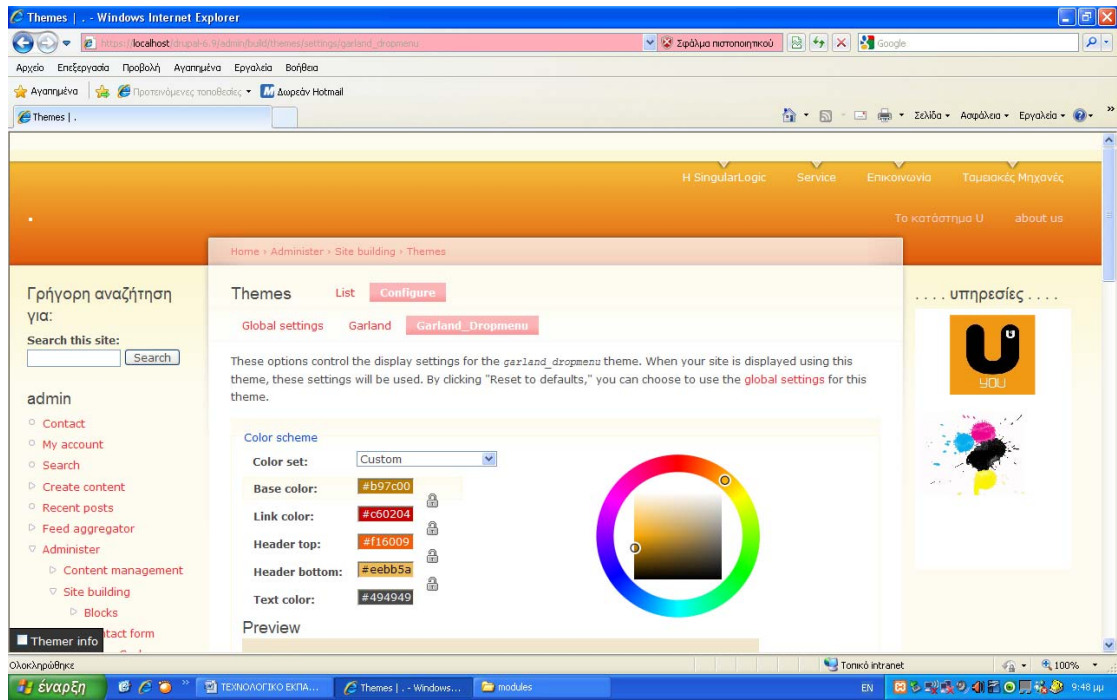 Themes | . - Windows Internet Explorer
https://localhost/drupal-6.9/admin/build/themes/settings/garland_dropmenu
Σφάλμα πιστοποιητικού
Google
Αρχείο Επεξεργασία Προβολή Αγαπημένα Εργαλεία Βοήθεια
Αγαπημένα Προτεινόμενες τοποθεσίες Δωρεάν Hotmail
Themes | .
Σελίδα Ασφάλεια Εργαλεία »
Η SingularLogic Service Επικοινωνία Ταμειακές Μηχανές
.
Το κατάστημα U about us
Home › Administer › Site building › Themes
Γρήγορη αναζήτηση
για:
Search this site:
Search
admin
Contact
My account
Search
Create content
Recent posts
Feed aggregator
Administer
Content management
Site building
Blocks
tact form
Themer info
Themes List Configure
Global settings Garland Garland_Dropmenu
These options control the display settings for the garland_dropmenu theme. When your site is displayed using this
theme, these settings will be used. By clicking "Reset to defaults," you can choose to use the global settings for this
theme.
Color scheme
Color set: Custom
Base color: #b97c00
Link color: #c60204
Header top: #f16009
Header bottom: #eebb5a
Text color: #494949
Preview
. . . . υπηρεσίες . . . .
U
YOU
Ολοκληρώθηκε
Τοπικό intranet
100%
έναρξη
»
ΤΕΧΝΟΛΟΓΙΚΟ ΕΚΠΑ...
Themes | . - Windows...
modules
EN
9:48 μμ